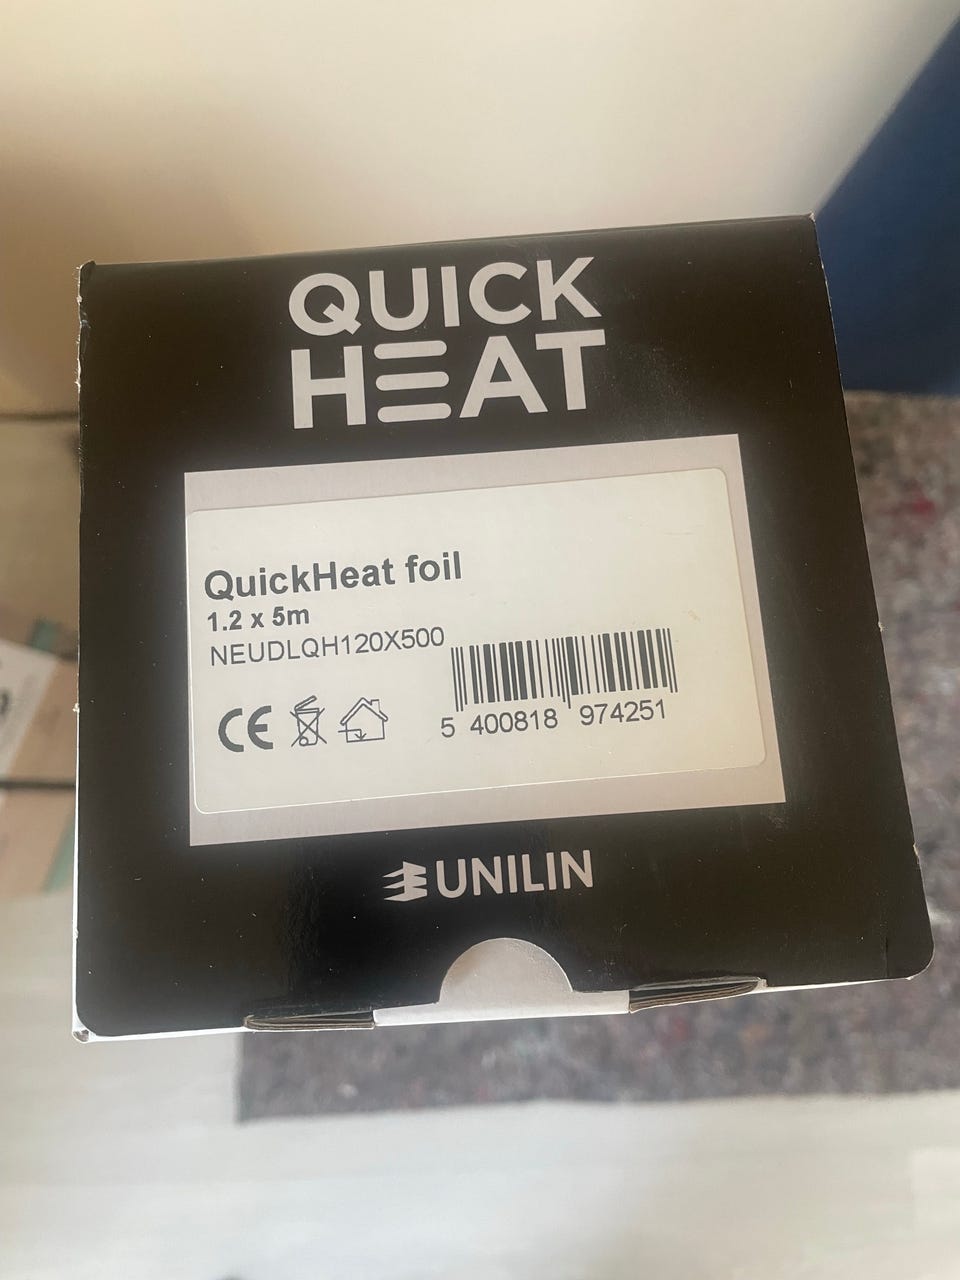 QUICK
HEAT
QuickHeat foil
1.2 x 5m
NEUDLQH120X500
CE
5 400818 974251
UNILIN